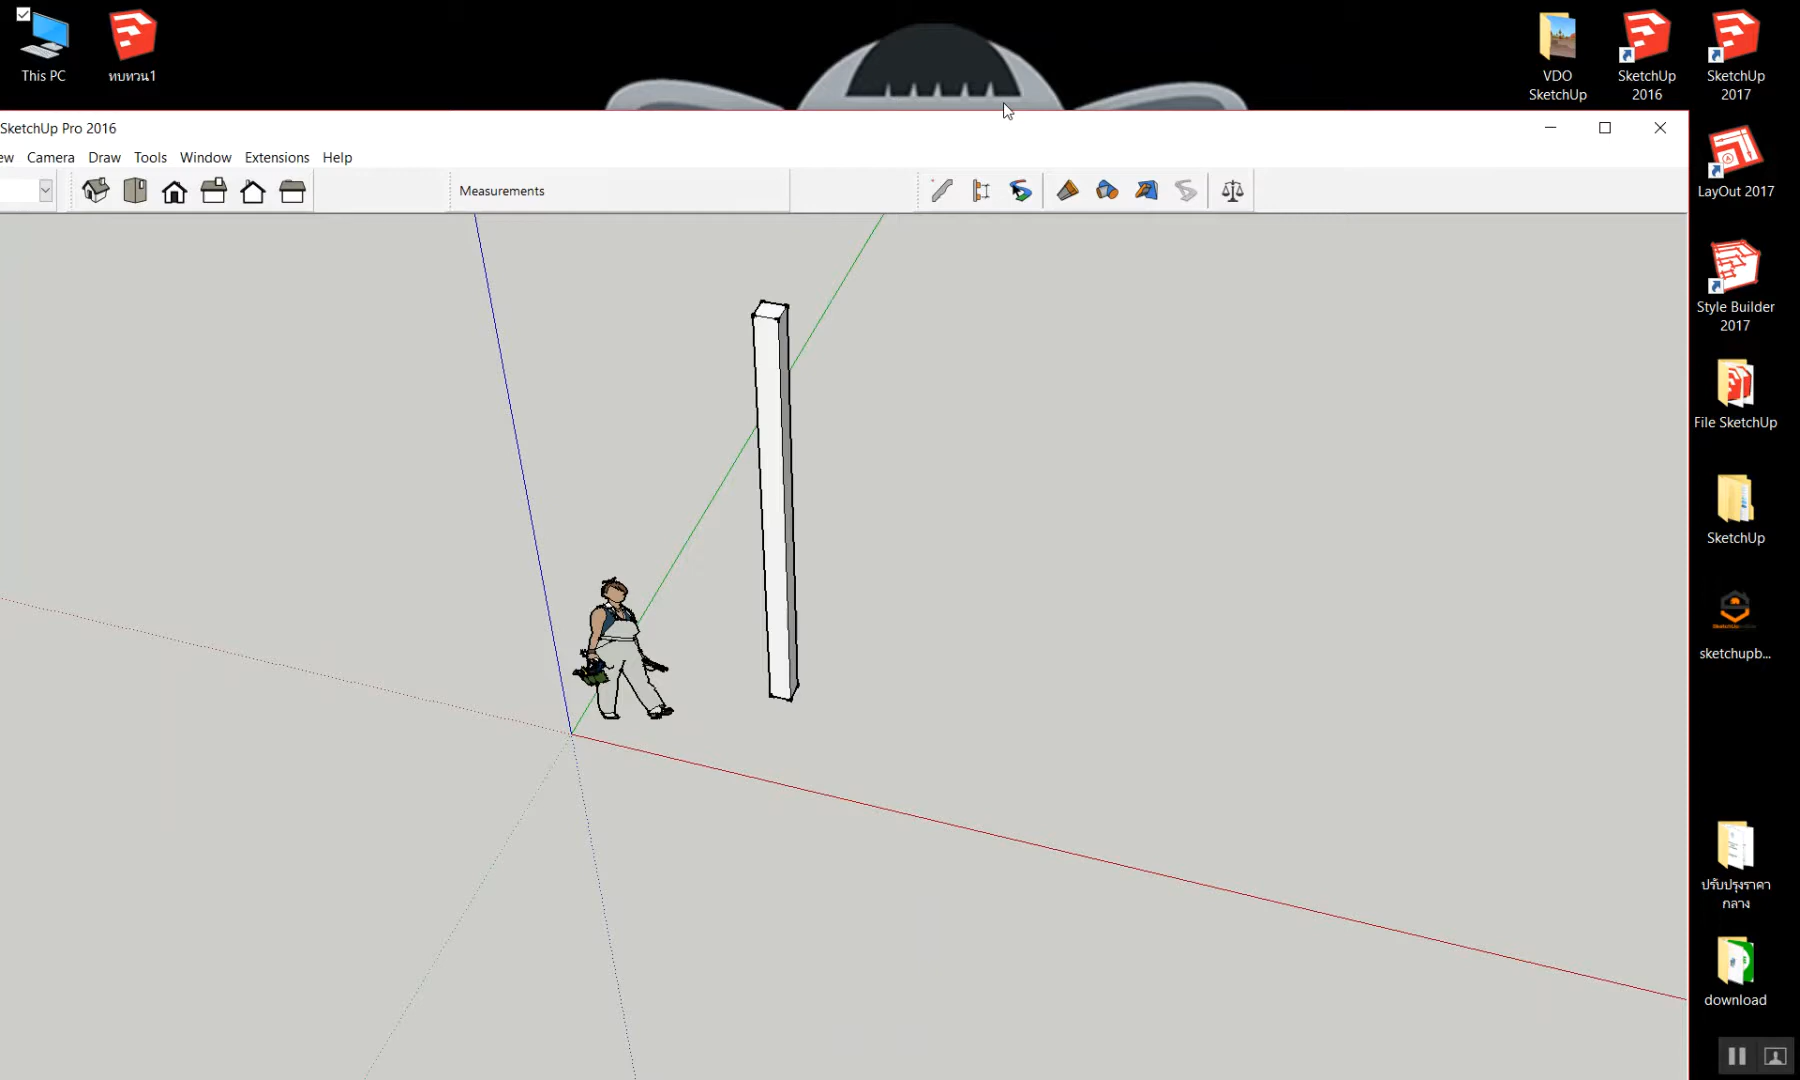 This PC
ทบทวน1
VDO
SketchUp
SketchUp
2016
SketchUp
2017
SketchUp Pro 2016
ew Camera Draw Tools Window Extensions Help
Measurements
LayOut 2017
Style Builder
2017
File SketchUp
SketchUp
sketchupb...
ปรับปรุงราคา
กลาง
download